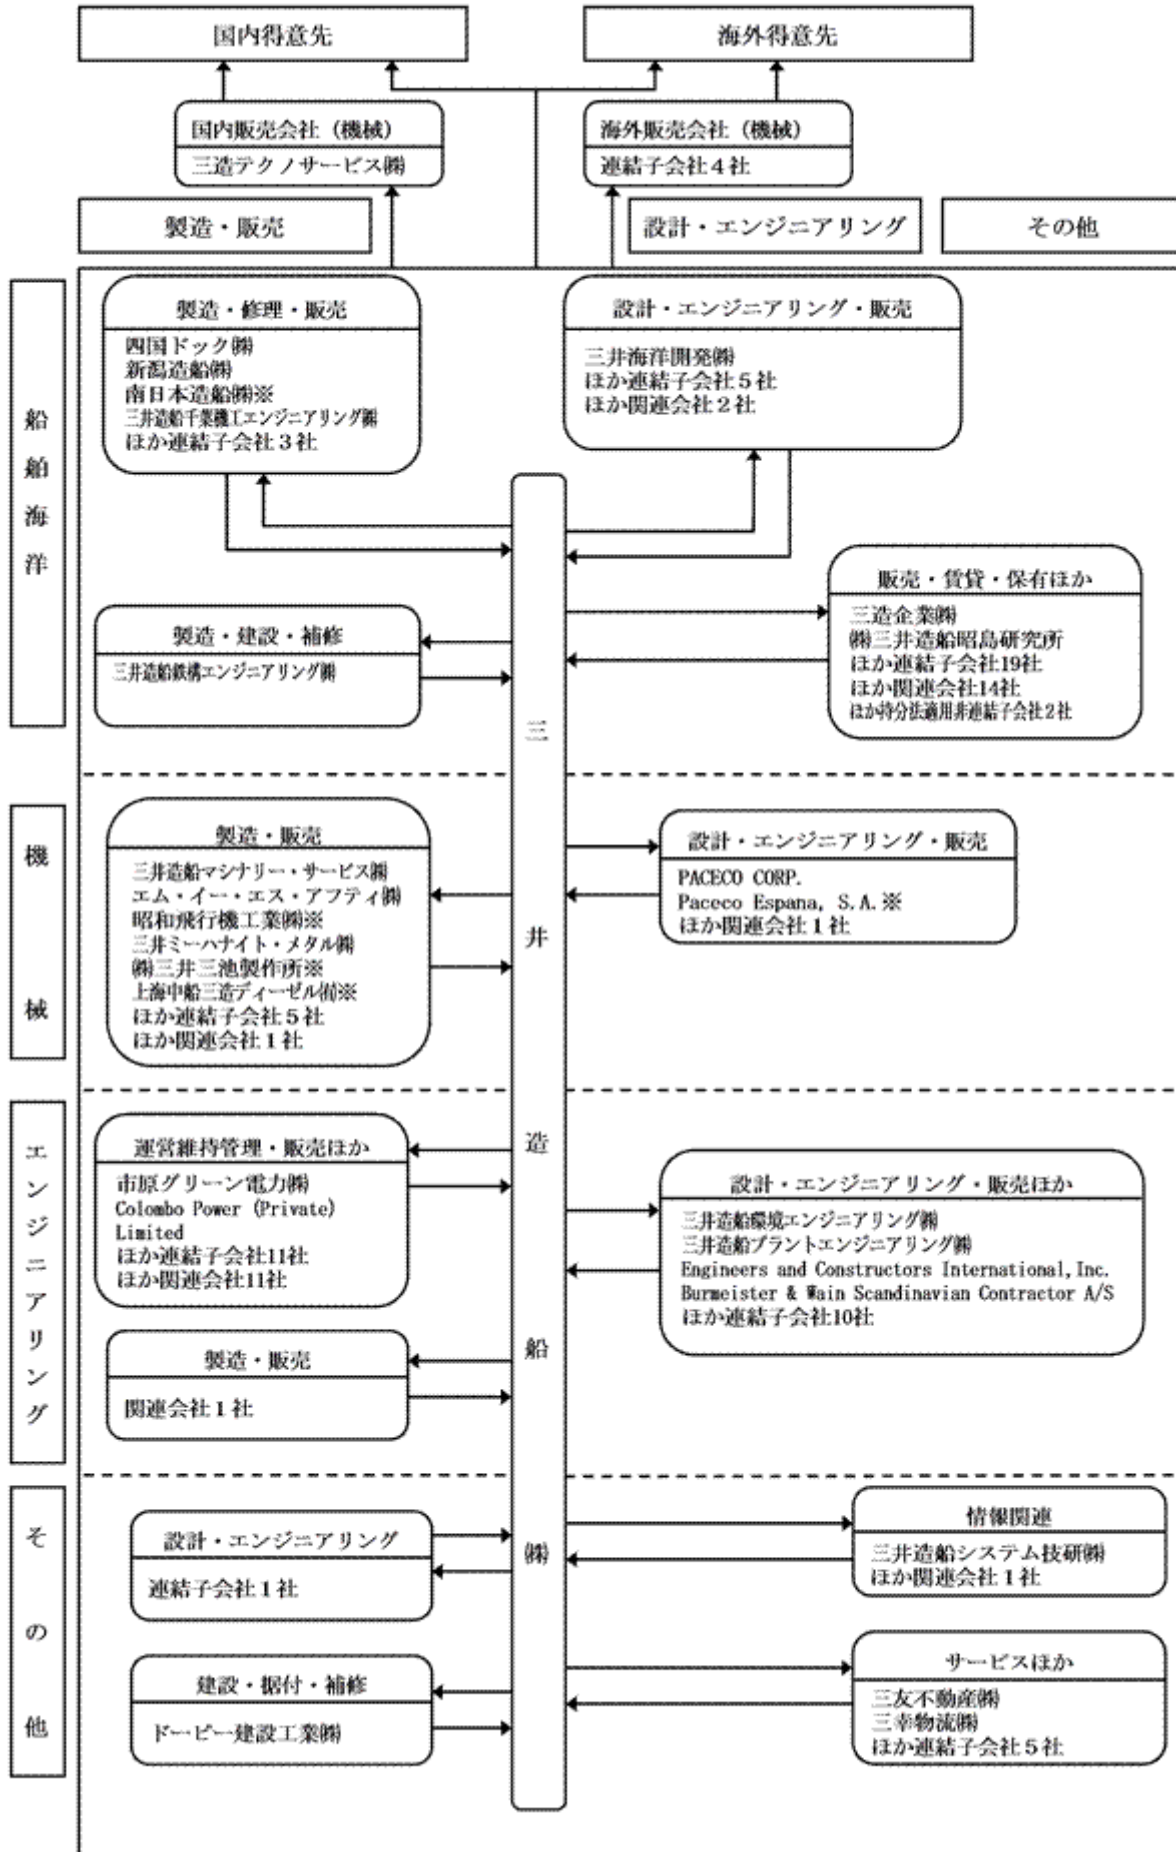 国内得意先
海外得意先
国内販売会社（機械）
三造テクノサービス㈱
海外販売会社（機械）
連結子会社４社
製造・販売
設計・エンジニアリング
その他
船舶海洋
製造・修理・販売
四国ドック㈱
新潟造船㈱
南日本造船㈱※
三井造船千葉機工エンジニアリング㈱
ほか連結子会社３社
設計・エンジニアリング・販売
三井海洋開発㈱
ほか連結子会社５社
ほか関連会社２社
製造・建設・補修
三井造船鉄構エンジニアリング㈱
販売・賃貸・保有ほか
三造企業㈱
㈱三井造船昭島研究所
ほか連結子会社19社
ほか関連会社14社
ほか持分法適用非連結子会社２社
三井造船㈱
機械
製造・販売
三井造船マシナリー・サービス㈱
エム・イー・エス・アフティ㈱
昭和飛行機工業㈱※
三井ミーハナイト・メタル㈱
㈱三井三池製作所※
上海中船三造ディーゼル㈲※
ほか連結子会社５社
ほか関連会社１社
設計・エンジニアリング・販売
PACECO CORP.
Paceco Espana, S.A.※
ほか関連会社１社
エンジニアリング
運営維持管理・販売ほか
市原グリーン電力㈱
Colombo Power (Private)
Limited
ほか連結子会社11社
ほか関連会社11社
設計・エンジニアリング・販売ほか
三井造船環境エンジニアリング㈱
三井造船プラントエンジニアリング㈱
Engineers and Constructors International,Inc.
Burmeister & Wain Scandinavian Contractor A/S
ほか連結子会社10社
製造・販売
関連会社１社
その他
設計・エンジニアリング
連結子会社１社
情報関連
三井造船システム技研㈱
ほか関連会社１社
建設・据付・補修
ドーピー建設工業㈱
サービスほか
三友不動産㈱
三幸物流㈱
ほか連結子会社５社